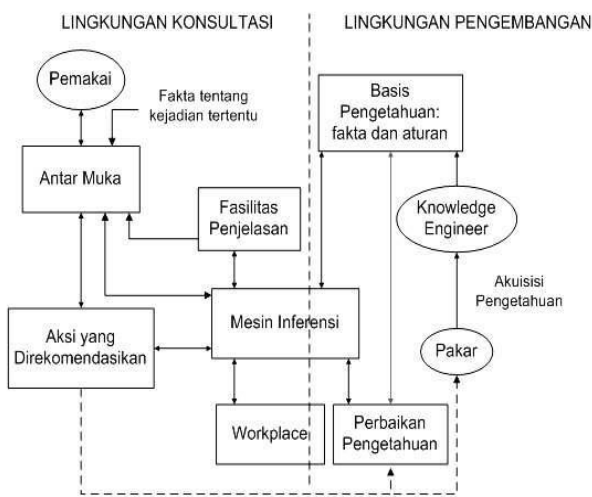 LINGKUNGAN KONSULTASI
LINGKUNGAN PENGEMBANGAN
Pemakai
Fakta tentang
kejadian tertentu
Basis
Pengetahuan:
fakta dan aturan
Antar Muka
Fasilitas
Penjelasan
Knowledge
Engineer
Akuisisi
Pengetahuan
Aksi yang
Direkomendasikan
Mesin Inferensi
Pakar
Workplace
Perbaikan
Pengetahuan